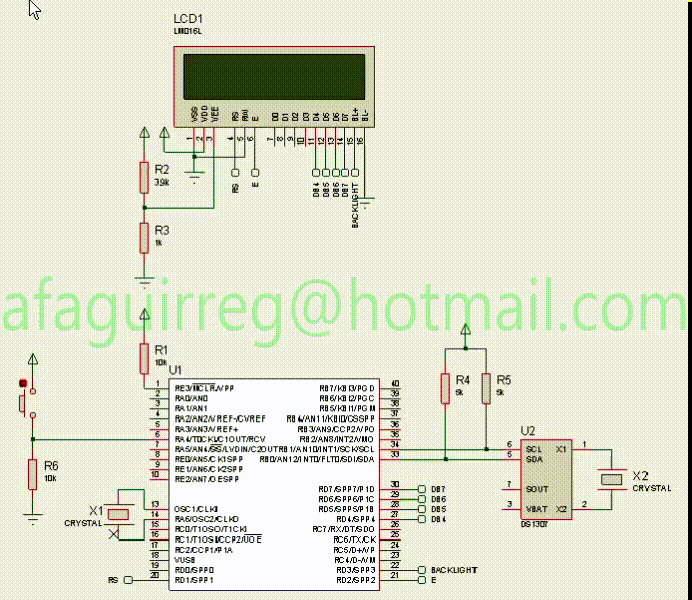 LCD1
LM016L
VSS VDD VEE RS RW E D0 D1 D2 D3 D4 D5 D6 D7 BL+ BL-
1 2 3 4 5 6 7 8 9 10 11 12 13 14 15 16
RS E DB4 DB5 DB6 DB7 BACKLIGHT
R2
3.9k
R3
1k
afaguirreg@hotmail.com
R1
10k
U1
R4
5k
R5
5k
R6
10k
1 RE3/MCLR/VPP RB7/KBI3/PGD 40
2 RA0/AN0 RB6/KBI2/PGC 39
3 RA1/AN1 RB5/KBI1/PGM 38
4 RA2/AN2/VREF-/CVREF RB4/AN11/KBI0/CSSPP 37
5 RA3/AN3/VREF+ RB3/AN9/CCP2/VPO 36
6 RA4/T0CKI/C1OUT/RCV RB2/AN8/INT2/VMO 35
7 RA5/AN4/SS/LVDIN/C2OUT RB1/AN10/INT1/SCK/SCL 34
8 RE0/AN5/CK1SPP RB0/AN12/INT0/FLT0/SDI/SDA 33
9 RE1/AN6/CK2SPP
10 RE2/AN7/OESPP
RD7/SPP7/P1D 30 DB7
RD6/SPP6/P1C 29 DB6
13 OSC1/CLKI RD5/SPP5/P1B 28 DB5
14 RA6/OSC2/CLKO RD4/SPP4 27 DB4
15 RC0/T1OSO/T1CKI RC7/RX/DT/SDO 26
16 RC1/T1OSI/CCP2/UOE RC6/TX/CK 25
17 RC2/CCP1/P1A RC5/D+/VP 24
18 VUSB RC4/D-/VM 23
19 RD0/SPP0 RD3/SPP3 22 BACKLIGHT
RS 20 RD1/SPP1 RD2/SPP2 21 E
X1
CRYSTAL
U2
6 SCL X1 1
5 SDA
7 SOUT
3 VBAT X2 2
DS1307
X2
CRYSTAL